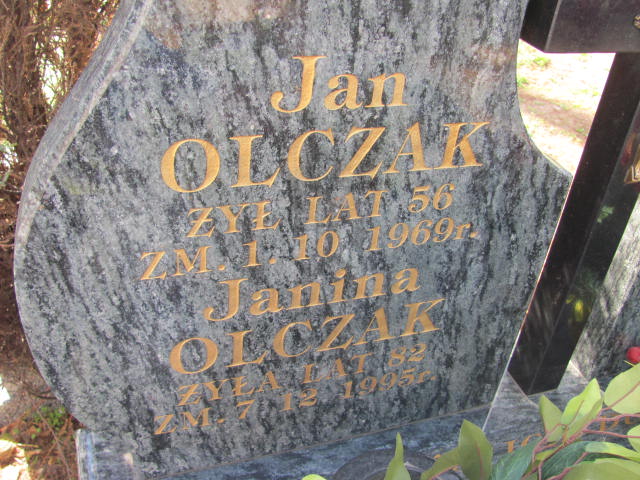 Jan
OLCZAK
ŻYŁ LAT 56
ZM. 1. 10 1969r.
Janina
OLCZAK
ŻYŁA LAT 82
ZM. 7 12 1995r.